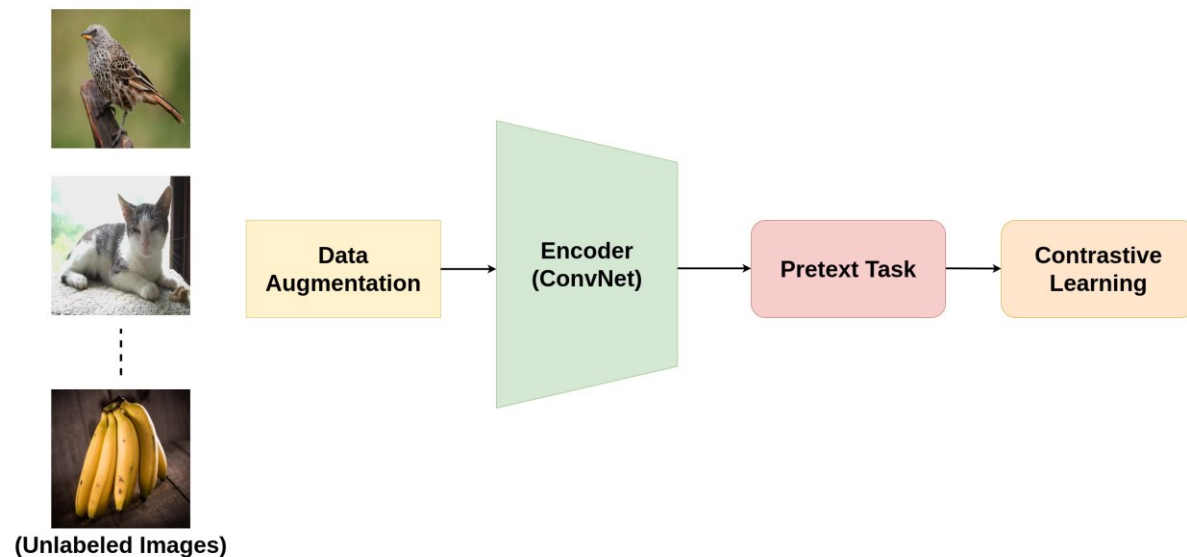 Data
Augmentation
Encoder
(ConvNet)
Pretext Task
Contrastive
Learning
(Unlabeled Images)